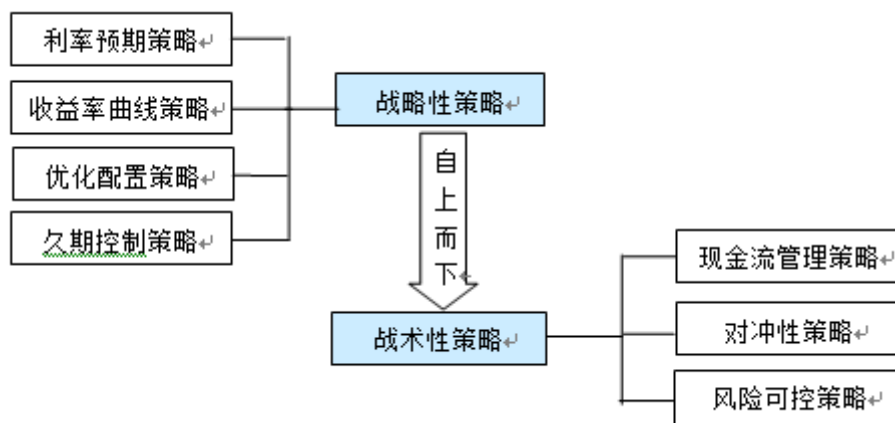 利率预期策略
收益率曲线策略
优化配置策略
久期控制策略
战略性策略
自
上
而
下
战术性策略
现金流管理策略
对冲性策略
风险可控策略